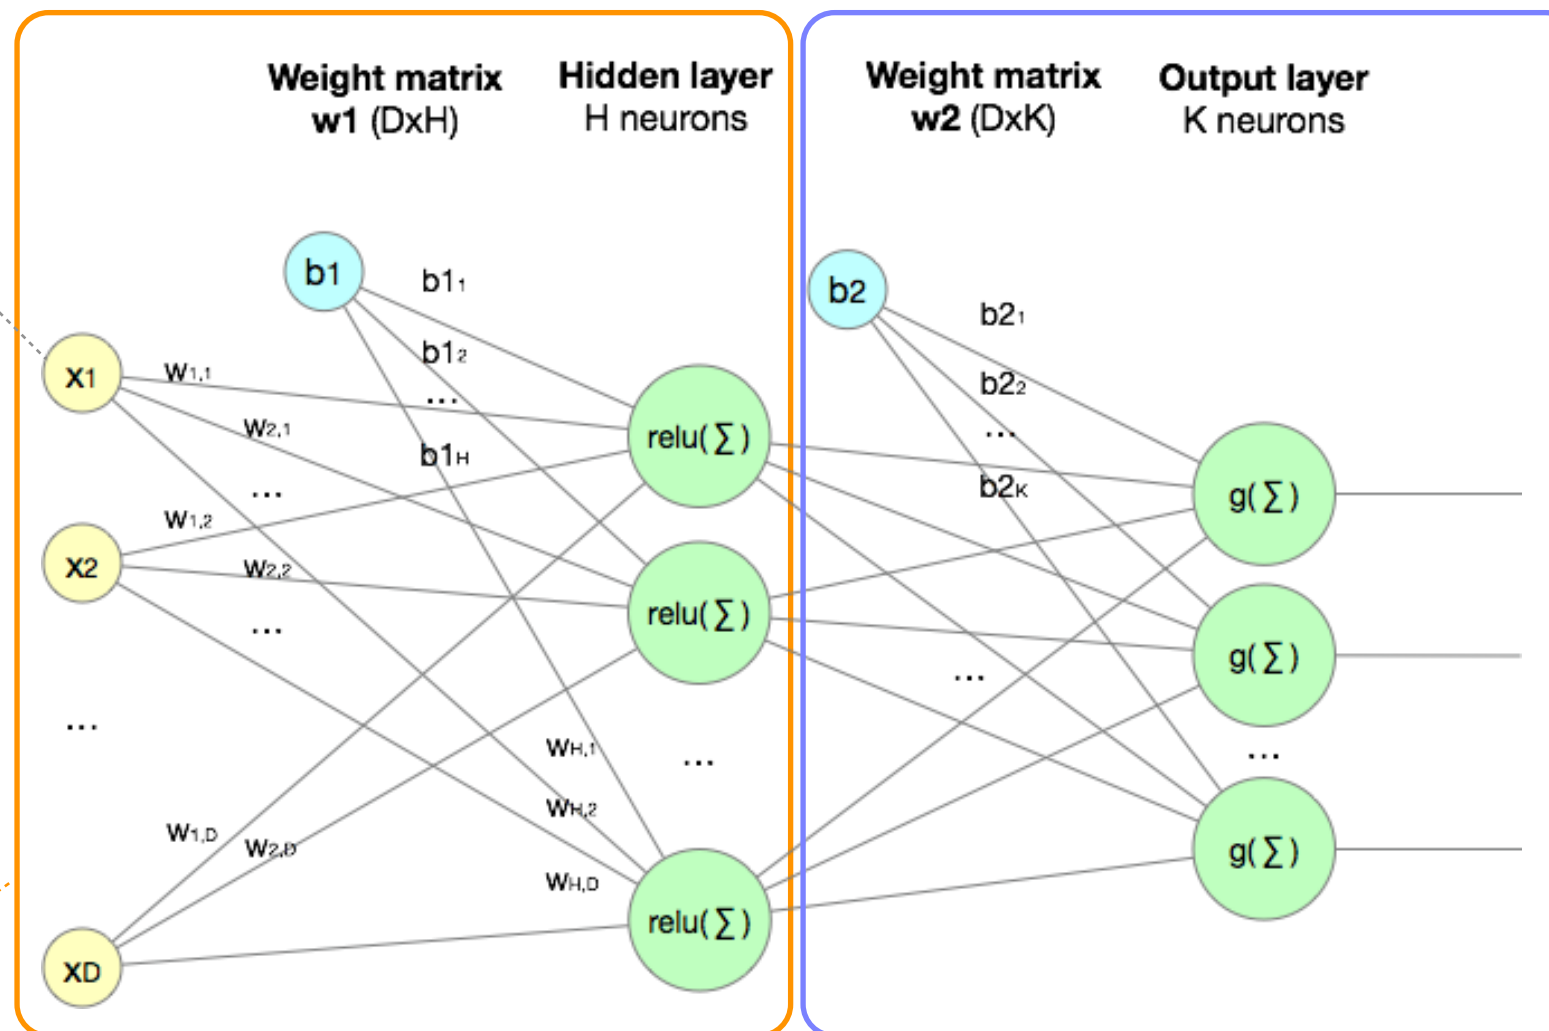 Weight matrix
w1 (DxH)
Hidden layer
H neurons
Weight matrix
w2 (DxK)
Output layer
K neurons
b1
b1₁
b1₂
...
b1H
x1
W1,1
W2,1
...
W1,2
x2
W2,2
...
...
W1,D
W2,D
xD
WH,1
WH,2
WH,D
relu(∑)
relu(∑)
...
relu(∑)
b2
b2₁
b2₂
...
b2K
...
g(∑)
g(∑)
...
g(∑)